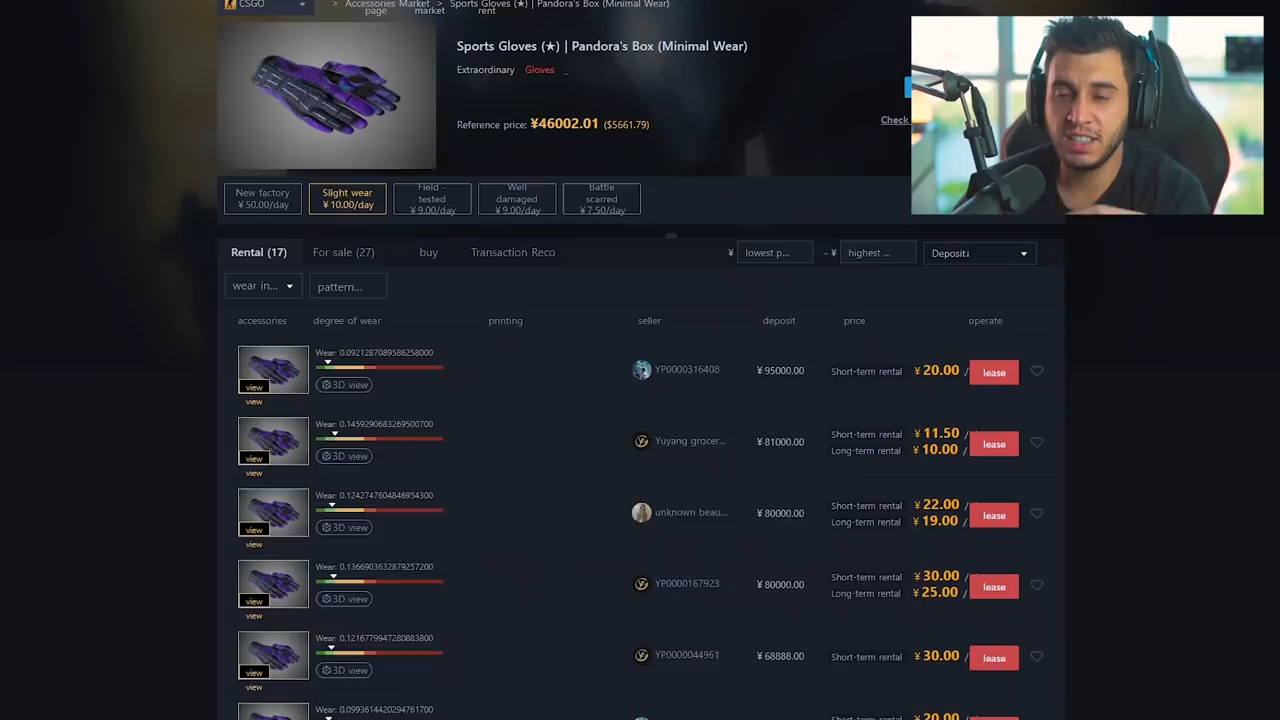 CSGO
> Accessories Market > Sports Gloves (★) | Pandora's Box (Minimal Wear)
page market rent
Sports Gloves (★) | Pandora's Box (Minimal Wear)
Extraordinary Gloves _
Reference price: ¥46002.01 ($5661.79)
Check
New factory
¥ 50.00/day
Slight wear
¥ 10.00/day
Field -
tested
¥ 9.00/day
Well
damaged
¥ 9.00/day
Battle
scarred
¥ 7.50/day
Rental (17) For sale (27) buy Transaction Reco ¥ lowest p... - ¥ highest ... Deposit↓
wear in... pattern...
accessories degree of wear printing seller deposit price operate
Wear: 0.0921287089586258000
view
view
3D view
YP0000316408
¥ 95000.00
Short-term rental ¥ 20.00 /
lease
Wear: 0.1459290683269500700
view
view
3D view
Yuyang grocer...
¥ 81000.00
Short-term rental ¥ 11.50 /
Long-term rental ¥ 10.00 /
lease
Wear: 0.1242747604846954300
view
view
3D view
unknown beau...
¥ 80000.00
Short-term rental ¥ 22.00 /
Long-term rental ¥ 19.00 /
lease
Wear: 0.1366903632879257200
view
view
3D view
YP0000167923
¥ 80000.00
Short-term rental ¥ 30.00 /
Long-term rental ¥ 25.00 /
lease
Wear: 0.1216779947280883800
view
view
3D view
YP0000044961
¥ 68888.00
Short-term rental ¥ 30.00 /
lease
Wear: 0.0993614420294761700
¥ 20.00 /